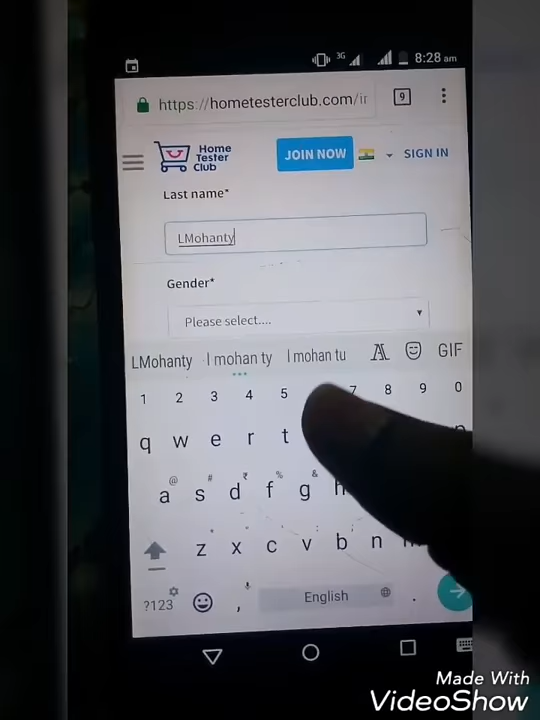 3G 8:28 am
https://hometesterclub.com/ir 9
Home
Tester
Club
JOIN NOW
SIGN IN
Last name*
LMohanty
Gender*
Please select....
LMohanty l mohan ty l mohan tu GIF
1 2 3 4 5 7 8 9 0
q w e r t
@ # ₹ % &
a s d f g h
z x c v b n m
?123 , English .
Made With
VideoShow